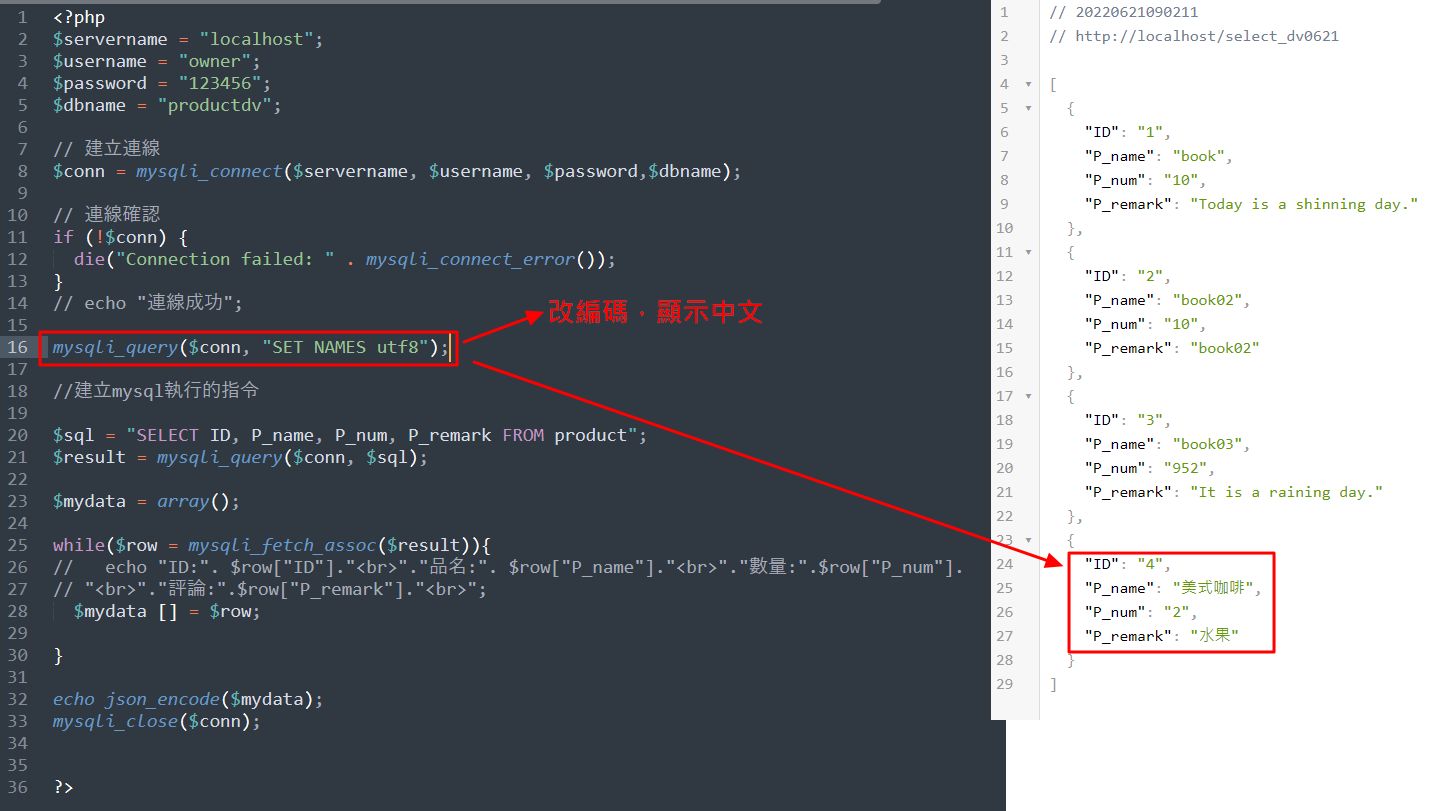 1 <?php
2 $servername = "localhost";
3 $username = "owner";
4 $password = "123456";
5 $dbname = "productdv";
6
7 // 建立連線
8 $conn = mysqli_connect($servername, $username, $password,$dbname);
9
10 // 連線確認
11 if (!$conn) {
12 die("Connection failed: " . mysqli_connect_error());
13 }
14 // echo "連線成功";
15
改編碼，顯示中文
16 mysqli_query($conn, "SET NAMES utf8");
17
18 //建立mysql執行的指令
19
20 $sql = "SELECT ID, P_name, P_num, P_remark FROM product";
21 $result = mysqli_query($conn, $sql);
22
23 $mydata = array();
24
25 while($row = mysqli_fetch_assoc($result)){
26 //   echo "ID:". $row["ID"]."<br>"."品名:". $row["P_name"]."<br>"."數量:".$row["P_num"].
27 // "<br>"."評論:".$row["P_remark"]."<br>";
28 $mydata [] = $row;
29
30 }
31
32 echo json_encode($mydata);
33 mysqli_close($conn);
34
35
36 ?>
1 // 20220621090211
2 // http://localhost/select_dv0621
3
4 [
5 {
6 "ID": "1",
7 "P_name": "book",
8 "P_num": "10",
9 "P_remark": "Today is a shinning day."
10 },
11 {
12 "ID": "2",
13 "P_name": "book02",
14 "P_num": "10",
15 "P_remark": "book02"
16 },
17 {
18 "ID": "3",
19 "P_name": "book03",
20 "P_num": "952",
21 "P_remark": "It is a raining day."
22 },
23 {
24 "ID": "4",
25 "P_name": "美式咖啡",
26 "P_num": "2",
27 "P_remark": "水果"
28 }
29 ]